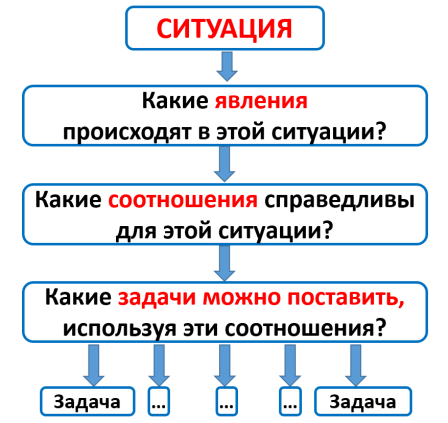 СИТУАЦИЯ
Какие явления
происходят в этой ситуации?
Какие соотношения справедливы
для этой ситуации?
Какие задачи можно поставить,
используя эти соотношения?
Задача ... ... ... Задача